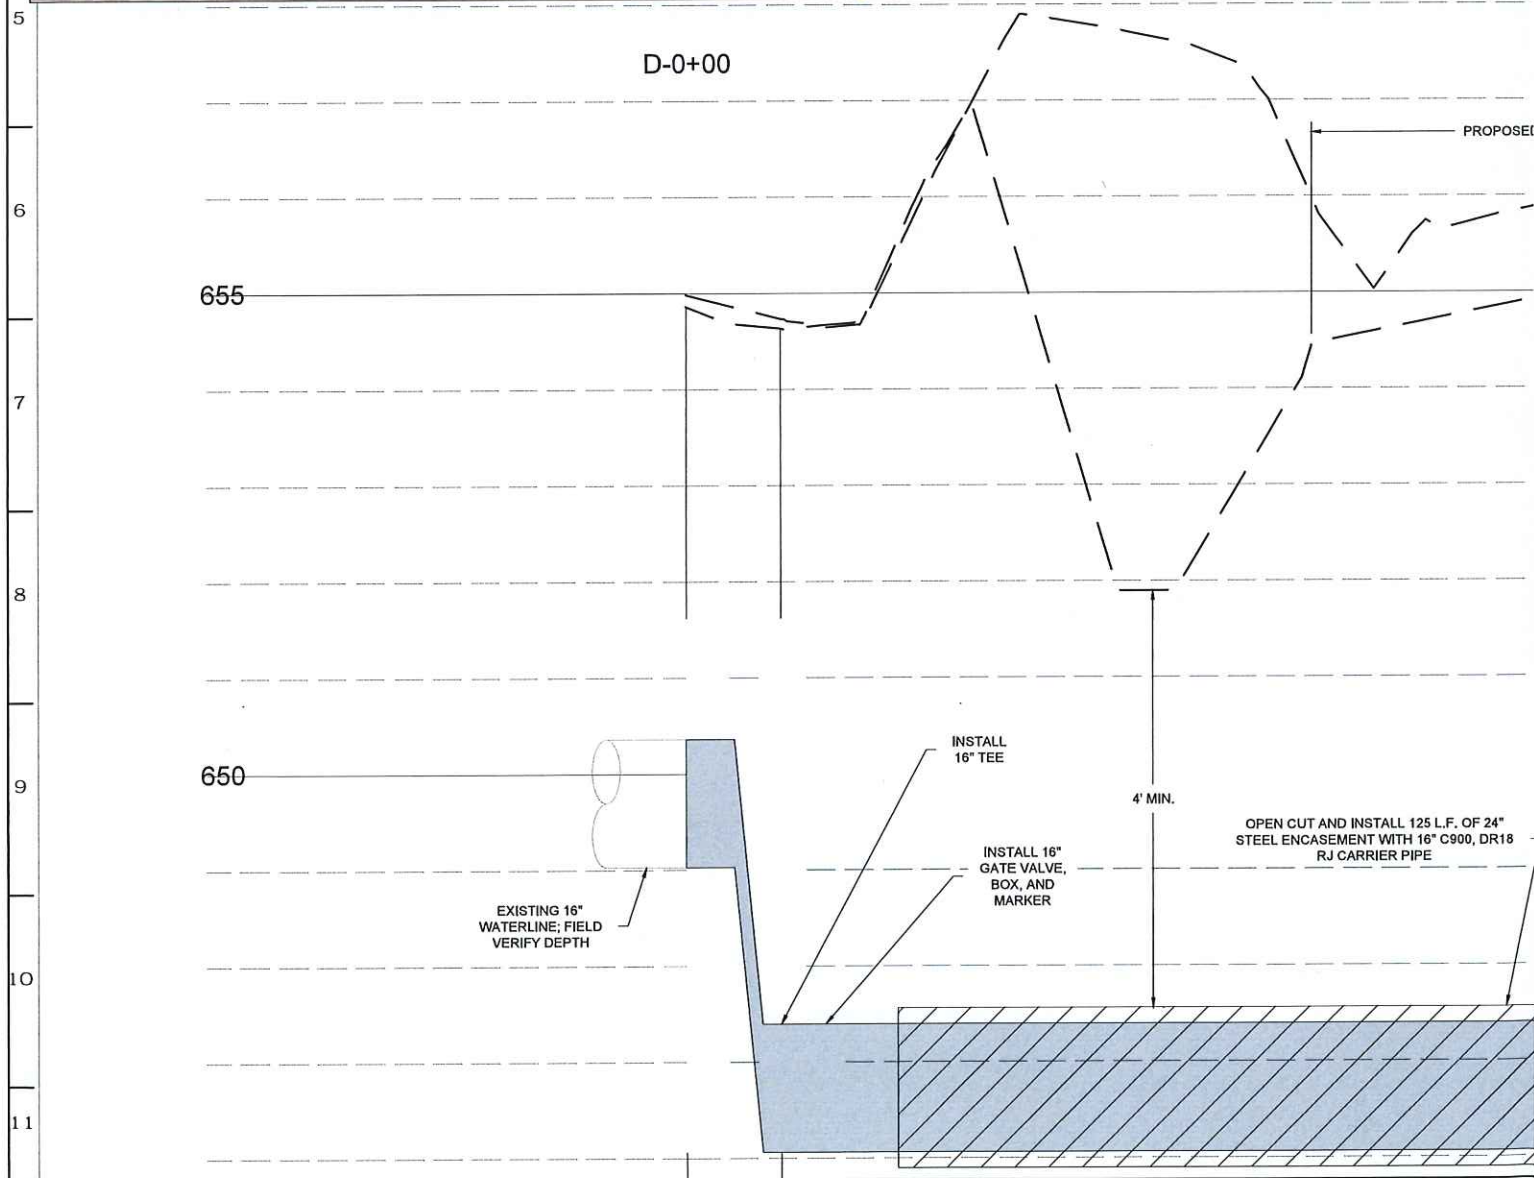 5
D-0+00
PROPOSED
6
655
7
8
INSTALL
16" TEE
650
9
4' MIN.
OPEN CUT AND INSTALL 125 L.F. OF 24"
STEEL ENCASEMENT WITH 16" C900, DR18
RJ CARRIER PIPE
INSTALL 16"
GATE VALVE,
BOX, AND
MARKER
EXISTING 16"
WATERLINE; FIELD
VERIFY DEPTH
10
11